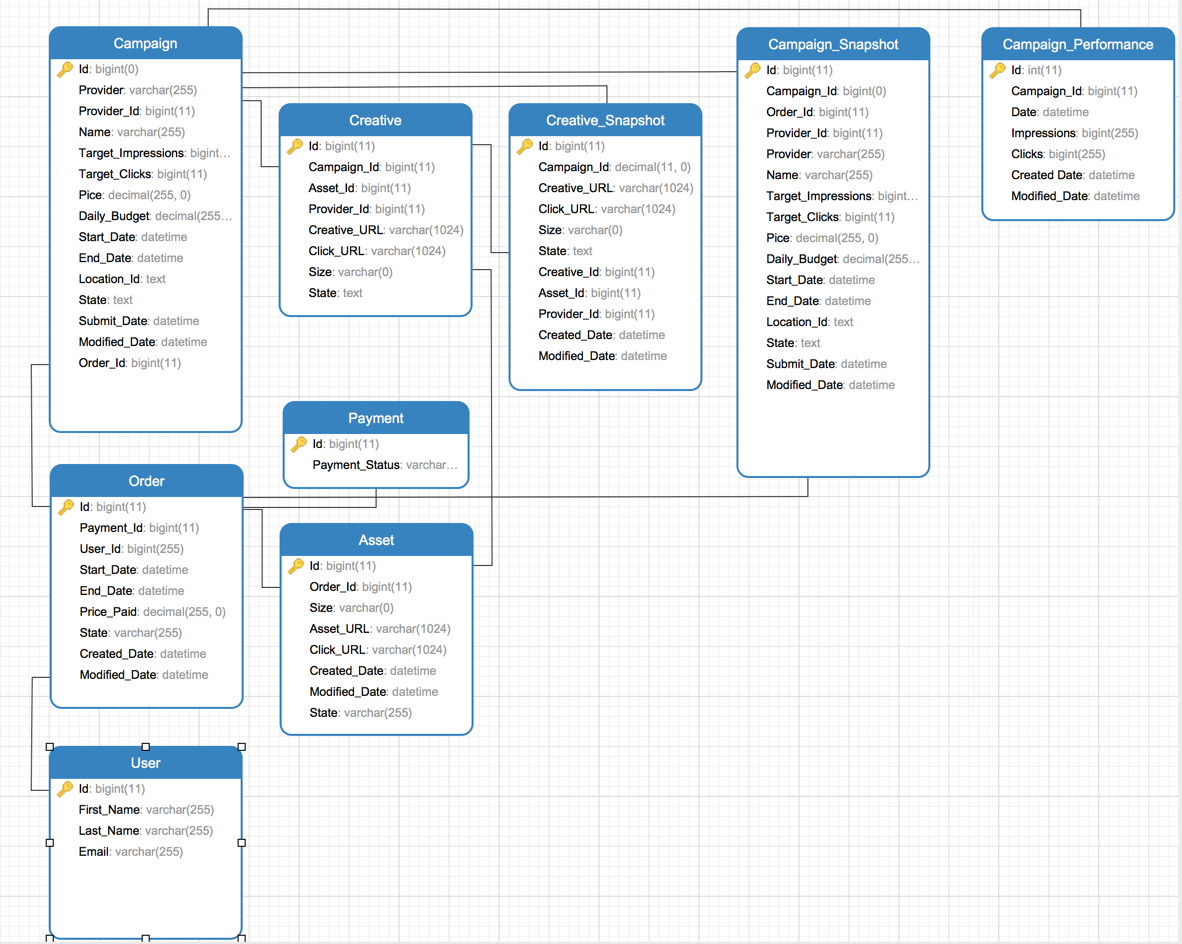 Campaign
Id: bigint(0)
Provider: varchar(255)
Provider_Id: bigint(11)
Name: varchar(255)
Target_Impressions: bigint...
Target_Clicks: bigint(11)
Pice: decimal(255, 0)
Daily_Budget: decimal(255...
Start_Date: datetime
End_Date: datetime
Location_Id: text
State: text
Submit_Date: datetime
Modified_Date: datetime
Order_Id: bigint(11)
Creative
Id: bigint(11)
Campaign_Id: bigint(11)
Asset_Id: bigint(11)
Provider_Id: bigint(11)
Creative_URL: varchar(1024)
Click_URL: varchar(1024)
Size: varchar(0)
State: text
Creative_Snapshot
Id: bigint(11)
Campaign_Id: decimal(11, 0)
Creative_URL: varchar(1024)
Click_URL: varchar(1024)
Size: varchar(0)
State: text
Creative_Id: bigint(11)
Asset_Id: bigint(11)
Provider_Id: bigint(11)
Created_Date: datetime
Modified_Date: datetime
Campaign_Snapshot
Id: bigint(11)
Campaign_Id: bigint(0)
Order_Id: bigint(11)
Provider_Id: bigint(11)
Provider: varchar(255)
Name: varchar(255)
Target_Impressions: bigint...
Target_Clicks: bigint(11)
Pice: decimal(255, 0)
Daily_Budget: decimal(255...
Start_Date: datetime
End_Date: datetime
Location_Id: text
State: text
Submit_Date: datetime
Modified_Date: datetime
Campaign_Performance
Id: int(11)
Campaign_Id: bigint(11)
Date: datetime
Impressions: bigint(255)
Clicks: bigint(255)
Created Date: datetime
Modified_Date: datetime
Payment
Id: bigint(11)
Payment_Status: varchar...
Order
Id: bigint(11)
Payment_Id: bigint(11)
User_Id: bigint(255)
Start_Date: datetime
End_Date: datetime
Price_Paid: decimal(255, 0)
State: varchar(255)
Created_Date: datetime
Modified_Date: datetime
Asset
Id: bigint(11)
Order_Id: bigint(11)
Size: varchar(0)
Asset_URL: varchar(1024)
Click_URL: varchar(1024)
Created_Date: datetime
Modified_Date: datetime
State: varchar(255)
User
Id: bigint(11)
First_Name: varchar(255)
Last_Name: varchar(255)
Email: varchar(255)